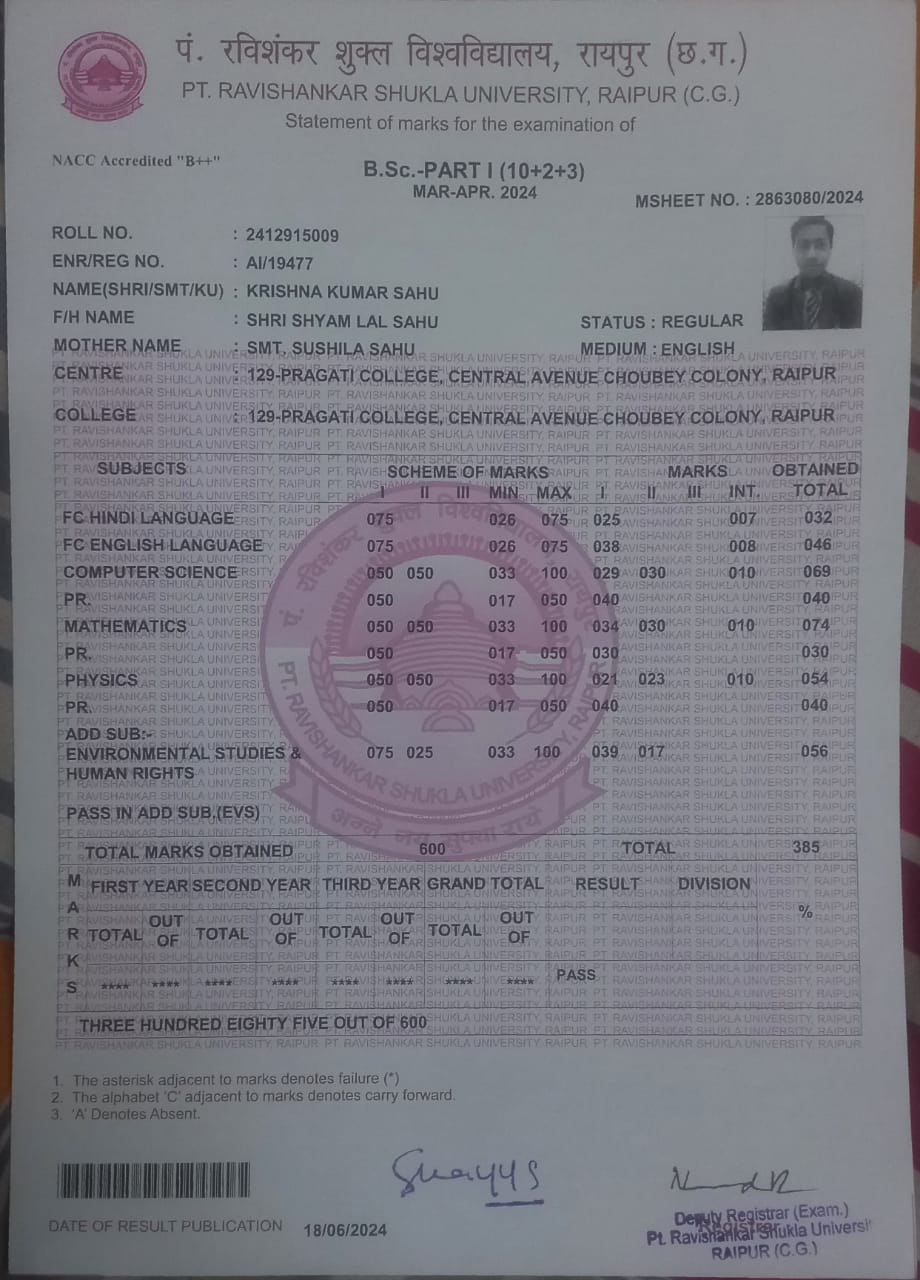 पं. रविशंकर शुक्ल विश्वविद्यालय, रायपुर (छ.ग.)
PT. RAVISHANKAR SHUKLA UNIVERSITY, RAIPUR (C.G.)
Statement of marks for the examination of
NACC Accredited "B++"
B.Sc.-PART I (10+2+3)
MAR-APR. 2024
MSHEET NO. : 2863080/2024
ROLL NO. : 2412915009
ENR/REG NO. : AI/19477
NAME(SHRI/SMT/KU) : KRISHNA KUMAR SAHU
F/H NAME : SHRI SHYAM LAL SAHU STATUS : REGULAR
MOTHER NAME : SMT. SUSHILA SAHU MEDIUM : ENGLISH
CENTRE : 129-PRAGATI COLLEGE, CENTRAL AVENUE CHOUBEY COLONY, RAIPUR
COLLEGE : 129-PRAGATI COLLEGE, CENTRAL AVENUE CHOUBEY COLONY, RAIPUR
SUBJECTS SCHEME OF MARKS MARKS OBTAINED
I II III MIN MAX I II III INT. TOTAL
FC HINDI LANGUAGE 075 026 075 025 007 032
FC ENGLISH LANGUAGE 075 026 075 038 008 046
COMPUTER SCIENCE 050 050 033 100 029 030 010 069
PR. 050 017 050 040 040
MATHEMATICS 050 050 033 100 034 030 010 074
PR. 050 017 050 030 030
PHYSICS 050 050 033 100 021 023 010 054
PR. 050 017 050 040 040
ADD SUB:-
ENVIRONMENTAL STUDIES & 075 025 033 100 039 017 056
HUMAN RIGHTS
PASS IN ADD SUB,(EVS)
TOTAL MARKS OBTAINED 600 TOTAL 385
MARKS FIRST YEAR SECOND YEAR THIRD YEAR GRAND TOTAL RESULT DIVISION %
TOTAL OUT OF TOTAL OUT OF TOTAL OUT OF TOTAL OUT OF
**** **** **** **** **** **** **** **** PASS
THREE HUNDRED EIGHTY FIVE OUT OF 600
1. The asterisk adjacent to marks denotes failure (*)
2. The alphabet 'C' adjacent to marks denotes carry forward.
3. 'A' Denotes Absent.
DATE OF RESULT PUBLICATION 18/06/2024
Deputy Registrar (Exam.)
Registrar
Pt. Ravishankar Shukla Universi
RAIPUR (C.G.)